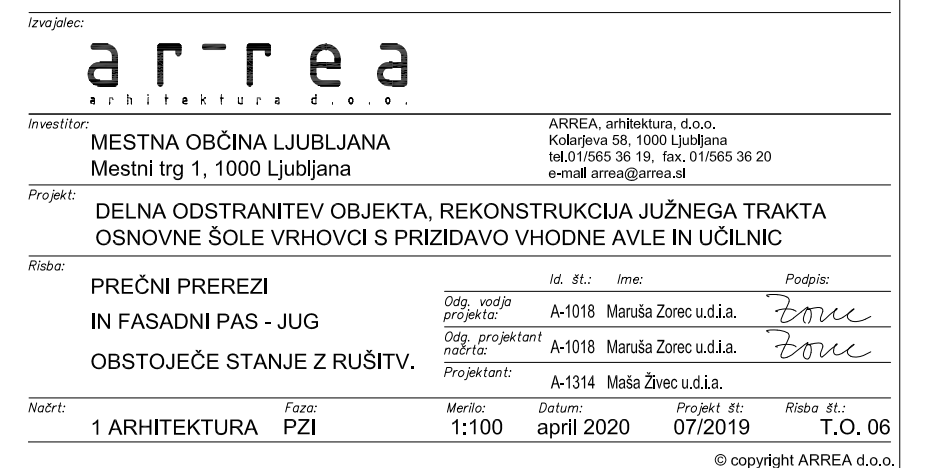 Izvajalec:
ar-rea
arhitektura d.o.o.
Investitor:
MESTNA OBČINA LJUBLJANA
Mestni trg 1, 1000 Ljubljana
ARREA, arhitektura, d.o.o.
Kolarjeva 58, 1000 Ljubljana
tel.01/565 36 19, fax. 01/565 36 20
e-mail arrea@arrea.si
Projekt:
DELNA ODSTRANITEV OBJEKTA, REKONSTRUKCIJA JUŽNEGA TRAKTA
OSNOVNE ŠOLE VRHOVCI S PRIZIDAVO VHODNE AVLE IN UČILNIC
Risba:
PREČNI PREREZI
IN FASADNI PAS - JUG
OBSTOJEČE STANJE Z RUŠITV.
Id. št.: Ime: Podpis:
Odg. vodja
projekta: A-1018 Maruša Zorec u.d.i.a. Zorec
Odg. projektant
načrta: A-1018 Maruša Zorec u.d.i.a. Zorec
Projektant: A-1314 Maša Živec u.d.i.a.
Načrt: Faza: Merilo: Datum: Projekt št: Risba št.:
1 ARHITEKTURA PZI 1:100 april 2020 07/2019 T.O. 06
© copyright ARREA d.o.o.